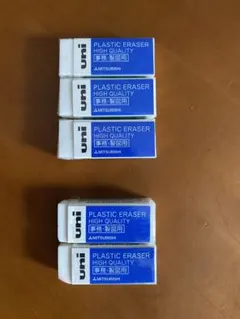 uni
PLASTIC ERASER
HIGH QUALITY
事務・製図用
MITSUBISHI
uni
PLASTIC ERASER
HIGH QUALITY
事務・製図用
MITSUBISHI
uni
PLASTIC ERASER
HIGH QUALITY
事務・製図用
MITSUBISHI
uni
PLASTIC ERASER
HIGH QUALITY
事務・製図用
MITSUBISHI
uni
PLASTIC ERASER
HIGH QUALITY
事務・製図用
MITSUBISHI